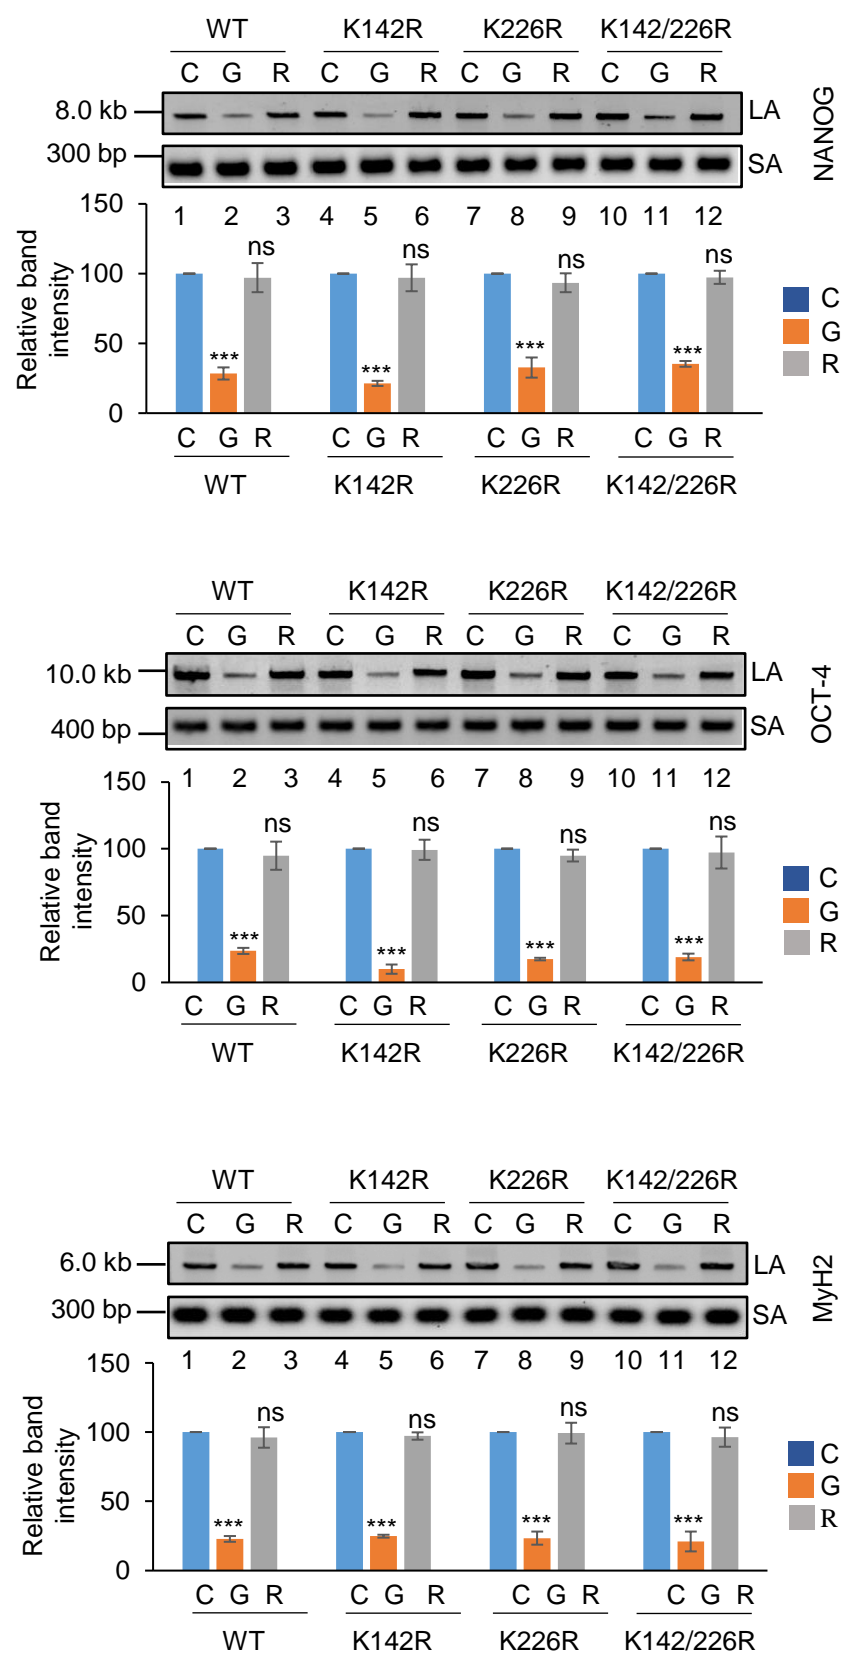 WT K142R K226R K142/226R
C G R C G R C G R C G R
8.0 kb LA
300 bp SA
NANOG
1 2 3 4 5 6 7 8 9 10 11 12
Relative band
intensity
150
100
50
0
*** ns *** ns *** ns *** ns
C
G
R
C G R C G R C G R C G R
WT K142R K226R K142/226R
WT K142R K226R K142/226R
C G R C G R C G R C G R
10.0 kb LA
400 bp SA
OCT-4
1 2 3 4 5 6 7 8 9 10 11 12
Relative band
intensity
150
100
50
0
*** ns *** ns *** ns *** ns
C
G
R
C G R C G R C G R C G R
WT K142R K226R K142/226R
WT K142R K226R K142/226R
C G R C G R C G R C G R
6.0 kb LA
300 bp SA
MyH2
1 2 3 4 5 6 7 8 9 10 11 12
Relative band
intensity
150
100
50
0
*** ns *** ns *** ns *** ns
C
G
R
C G R C G R C G R C G R
WT K142R K226R K142/226R